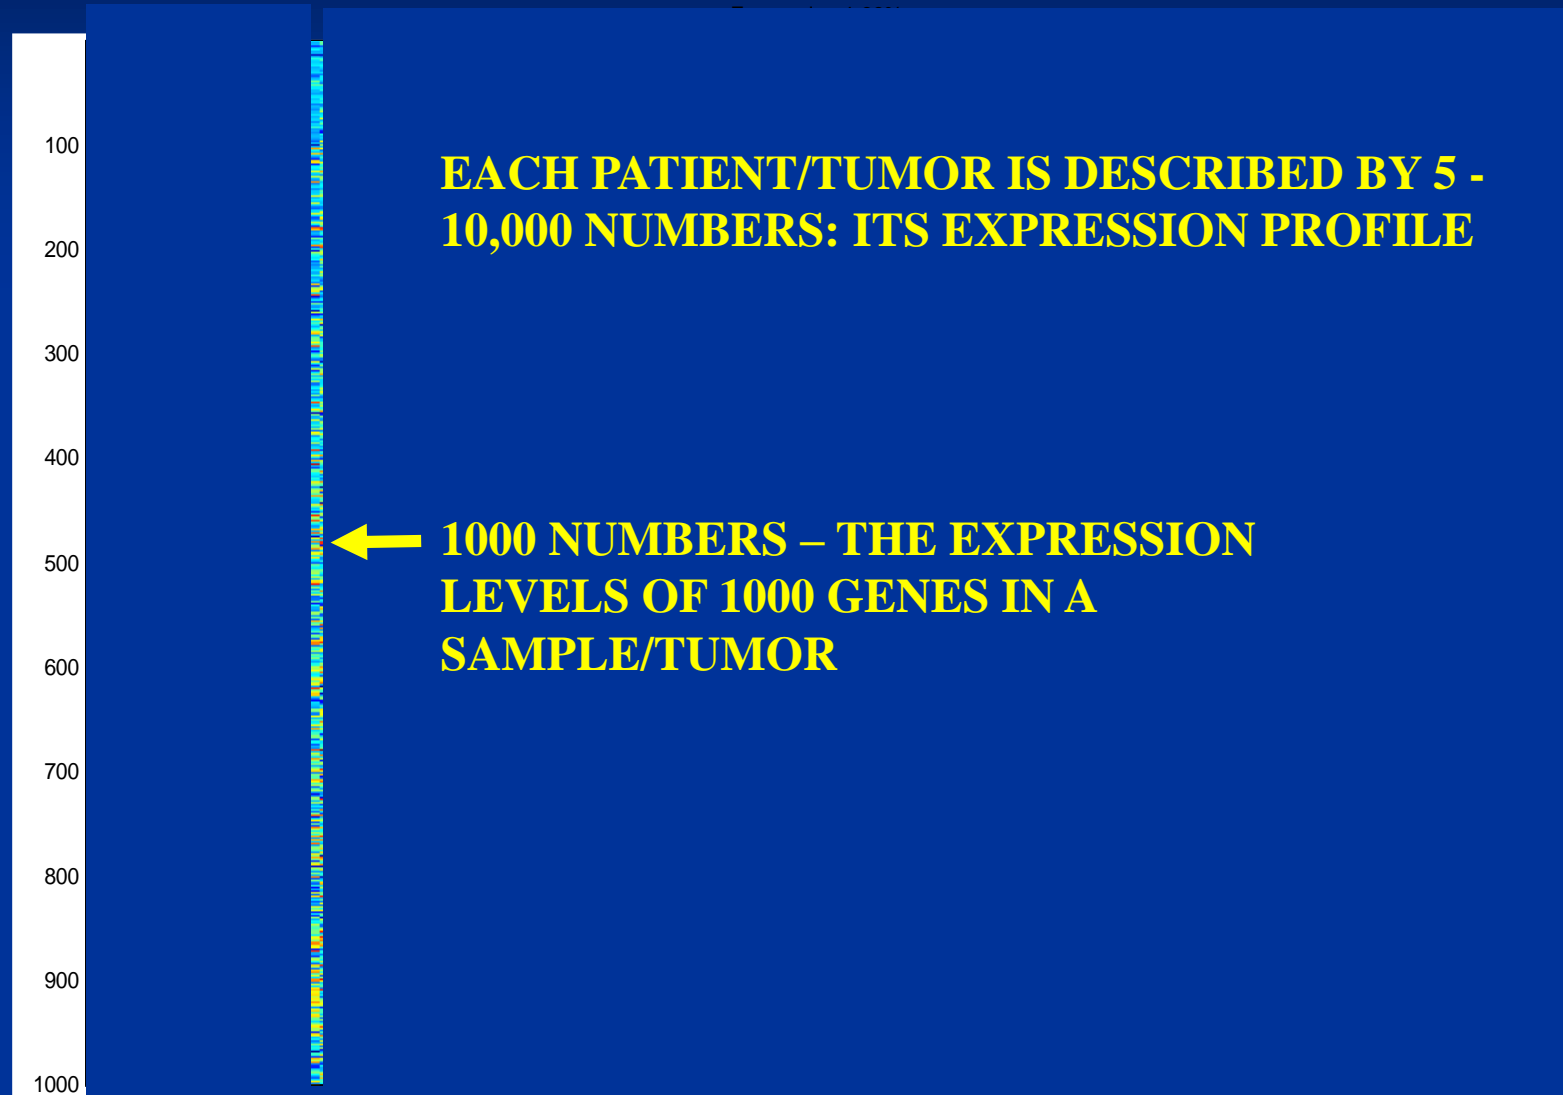 EACH PATIENT/TUMOR IS DESCRIBED BY 5 -
10,000 NUMBERS: ITS EXPRESSION PROFILE
1000 NUMBERS – THE EXPRESSION
LEVELS OF 1000 GENES IN A
SAMPLE/TUMOR
100
200
300
400
500
600
700
800
900
1000